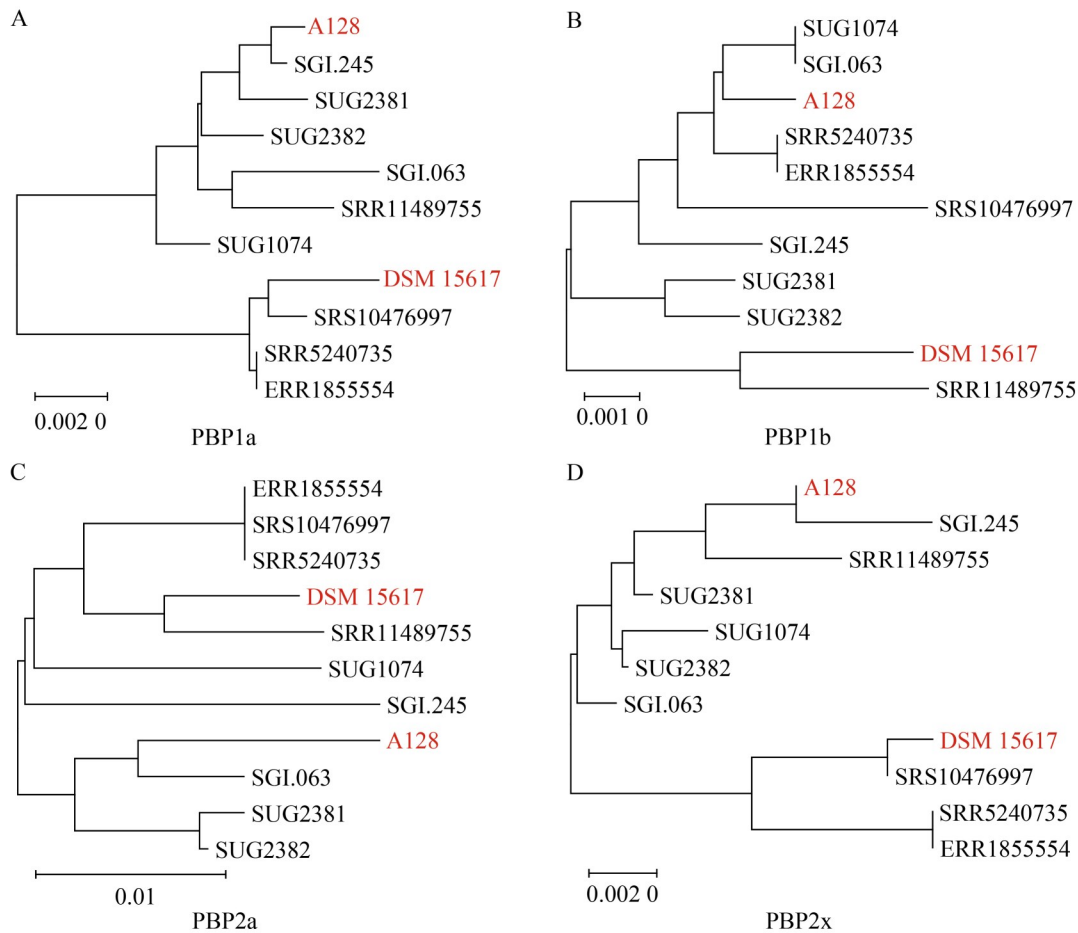 A
A128
SGI.245
SUG2381
SUG2382
SGI.063
SRR11489755
SUG1074
DSM 15617
SRS10476997
SRR5240735
ERR1855554
0.002 0
PBP1a
B
SUG1074
SGI.063
A128
SRR5240735
ERR1855554
SRS10476997
SGI.245
SUG2381
SUG2382
DSM 15617
SRR11489755
0.001 0
PBP1b
C
ERR1855554
SRS10476997
SRR5240735
DSM 15617
SRR11489755
SUG1074
SGI.245
A128
SGI.063
SUG2381
SUG2382
0.01
PBP2a
D
A128
SGI.245
SRR11489755
SUG2381
SUG1074
SUG2382
SGI.063
DSM 15617
SRS10476997
SRR5240735
ERR1855554
0.002 0
PBP2x